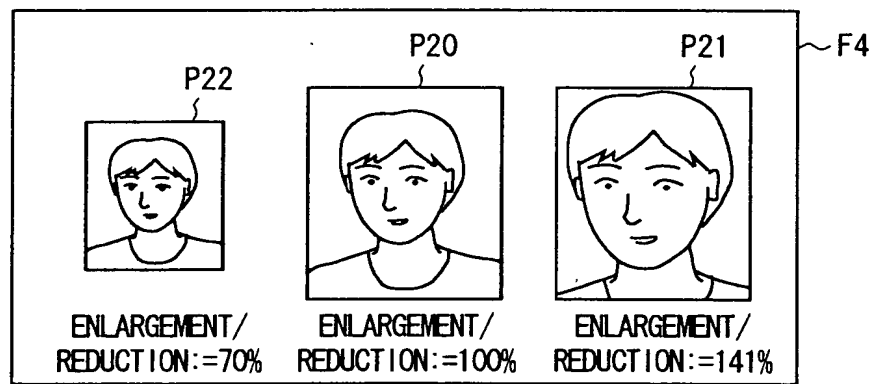 P22
P20
P21
F4
ENLARGEMENT/
REDUCTION:=70%
ENLARGEMENT/
REDUCTION:=100%
ENLARGEMENT/
REDUCTION:=141%